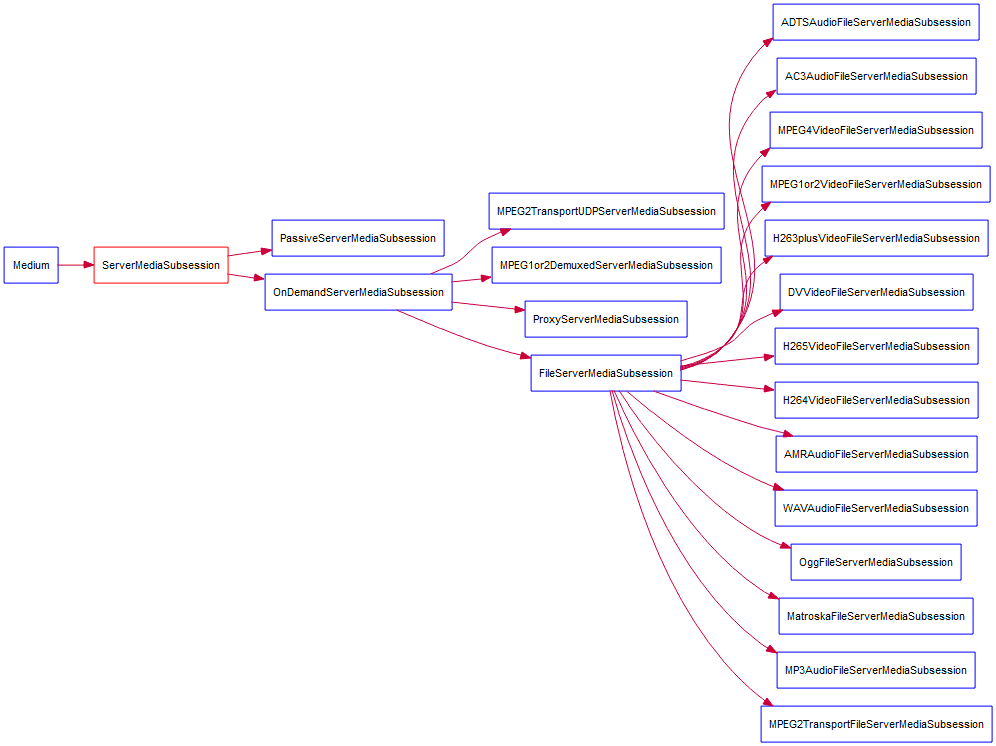 Medium
ServerMediaSubsession
PassiveServerMediaSubsession
OnDemandServerMediaSubsession
MPEG2TransportUDPServerMediaSubsession
MPEG1or2DemuxedServerMediaSubsession
ProxyServerMediaSubsession
FileServerMediaSubsession
ADTSAudioFileServerMediaSubsession
AC3AudioFileServerMediaSubsession
MPEG4VideoFileServerMediaSubsession
MPEG1or2VideoFileServerMediaSubsession
H263plusVideoFileServerMediaSubsession
DVVideoFileServerMediaSubsession
H265VideoFileServerMediaSubsession
H264VideoFileServerMediaSubsession
AMRAudioFileServerMediaSubsession
WAVAudioFileServerMediaSubsession
OggFileServerMediaSubsession
MatroskaFileServerMediaSubsession
MP3AudioFileServerMediaSubsession
MPEG2TransportFileServerMediaSubsession